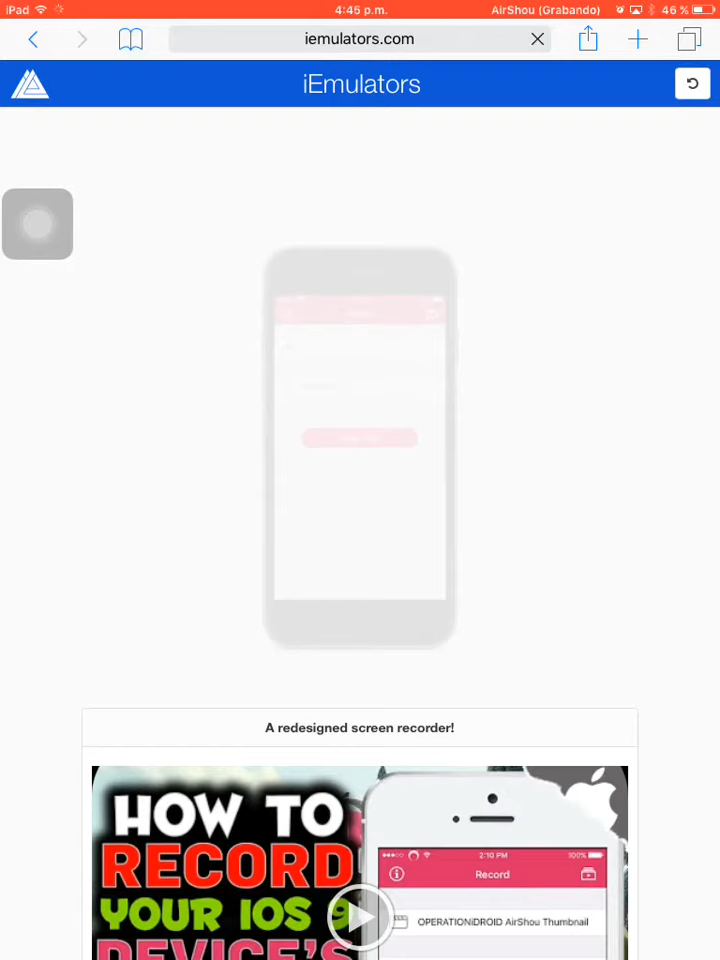 iPad 4:45 p.m. AirShou (Grabando) 46 %
iemulators.com
iEmulators
A redesigned screen recorder!
HOW TO
RECORD
YOUR IOS 9
DEVICE'S
2:10 PM 100%
Record
OPERATIONiDROID AirShou Thumbnail